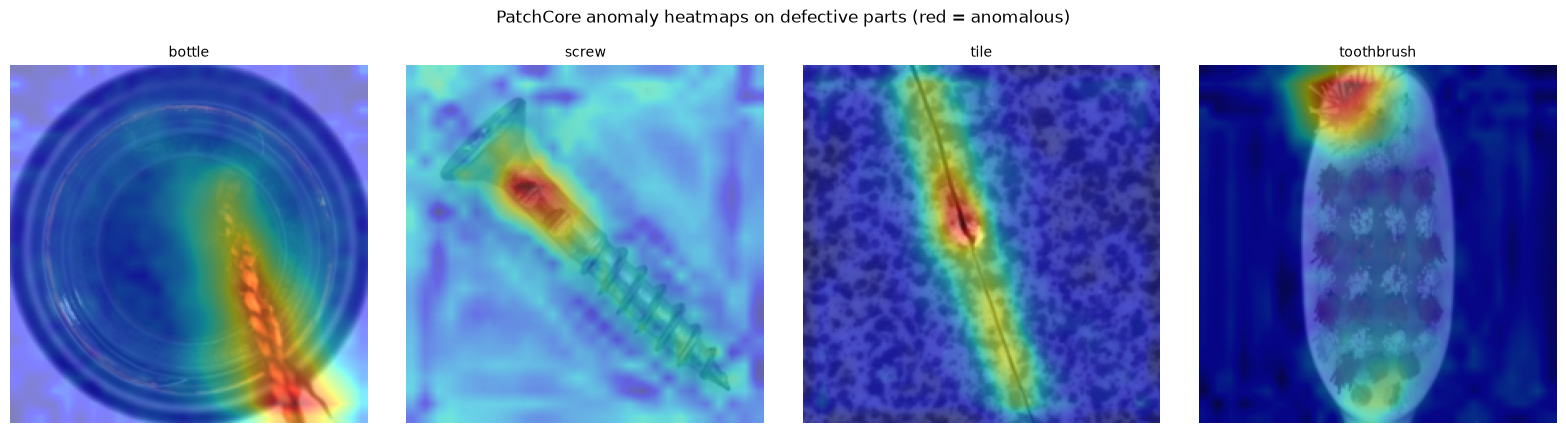 PatchCore anomaly heatmaps on defective parts (red = anomalous)
bottle
screw
tile
toothbrush